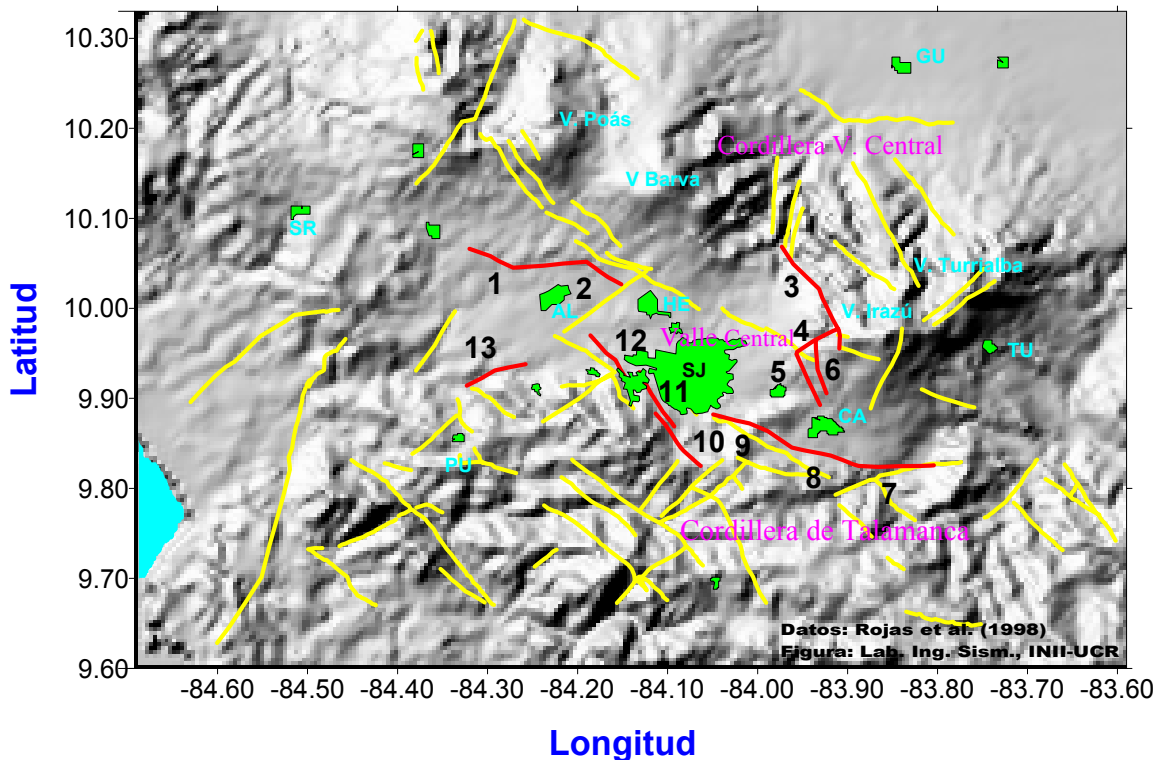 10.30
GU
V. Poás
10.20
Cordillera V. Central
V Barva
10.10
SR
V. Turrialba
1
2
3
10.00
AL
HE
V. Irazú
4
12
Valle Central
13
TU
SJ
5
6
9.90
11
CA
10
9
PU
8
7
9.80
Cordillera de Talamanca
9.70
Datos: Rojas et al. (1998)
Figura: Lab. Ing. Sism., INII-UCR
9.60
-84.60 -84.50 -84.40 -84.30 -84.20 -84.10 -84.00 -83.90 -83.80 -83.70 -83.60
Latitud
Longitud